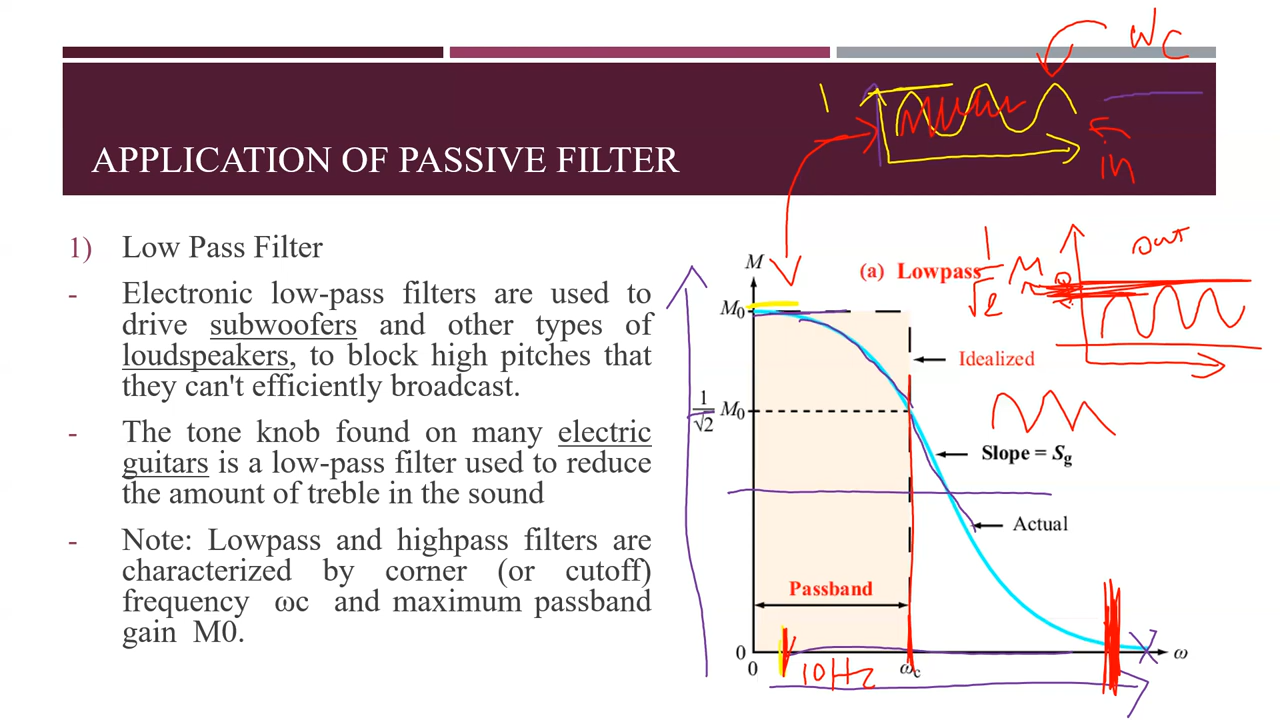 ωc
1
APPLICATION OF PASSIVE FILTER
in
1) Low Pass Filter
- Electronic low-pass filters are used to
drive subwoofers and other types of
loudspeakers, to block high pitches that
they can't efficiently broadcast.
- The tone knob found on many electric
guitars is a low-pass filter used to reduce
the amount of treble in the sound
- Note: Lowpass and highpass filters are
characterized by corner (or cutoff)
frequency ωc and maximum passband
gain M0.
M
(a) Lowpass
1/√2 M
out
M₀
Idealized
1/√2 M₀
Slope = Sg
Actual
Passband
0
0
10Hz
ωc
ω